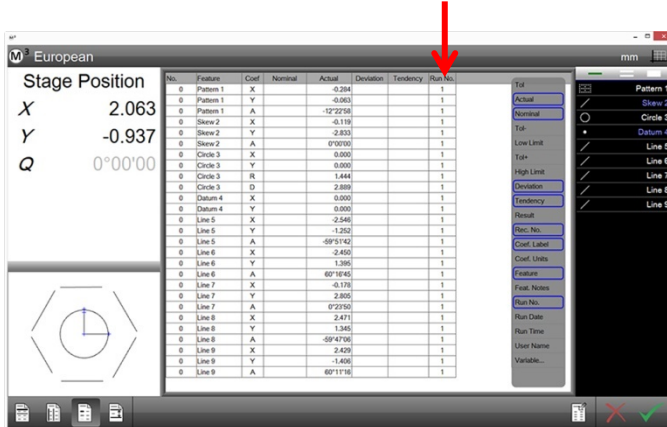 M³ European mm
Stage Position
X 2.063
Y -0.937
Q 0°00'00
No. Feature Coef Nominal Actual Deviation Tendency Run No.
0 Pattern 1 X -0.284 1
0 Pattern 1 Y -0.063 1
0 Pattern 1 A -12°22'58 1
0 Skew 2 X -0.119 1
0 Skew 2 Y -2.833 1
0 Skew 2 A 0°00'00 1
0 Circle 3 X 0.000 1
0 Circle 3 Y 0.000 1
0 Circle 3 R 1.444 1
0 Circle 3 D 2.889 1
0 Datum 4 X 0.000 1
0 Datum 4 Y 0.000 1
0 Line 5 X -2.546 1
0 Line 5 Y -1.252 1
0 Line 5 A -59°51'42 1
0 Line 6 X -2.450 1
0 Line 6 Y 1.395 1
0 Line 6 A 60°16'45 1
0 Line 7 X -0.178 1
0 Line 7 Y 2.805 1
0 Line 7 A 0°23'50 1
0 Line 8 X 2.471 1
0 Line 8 Y 1.345 1
0 Line 8 A -59°47'06 1
0 Line 9 X 2.429 1
0 Line 9 Y -1.406 1
0 Line 9 A 60°11'16 1
Tol
Actual
Nominal
Tol-
Low Limit
Tol+
High Limit
Deviation
Tendency
Result
Rec. No.
Coef. Label
Coef. Units
Feature
Feat. Notes
Run No.
Run Date
Run Time
User Name
Variable...
Pattern 1
Skew 2
Circle 3
Datum 4
Line 5
Line 6
Line 7
Line 8
Line 9